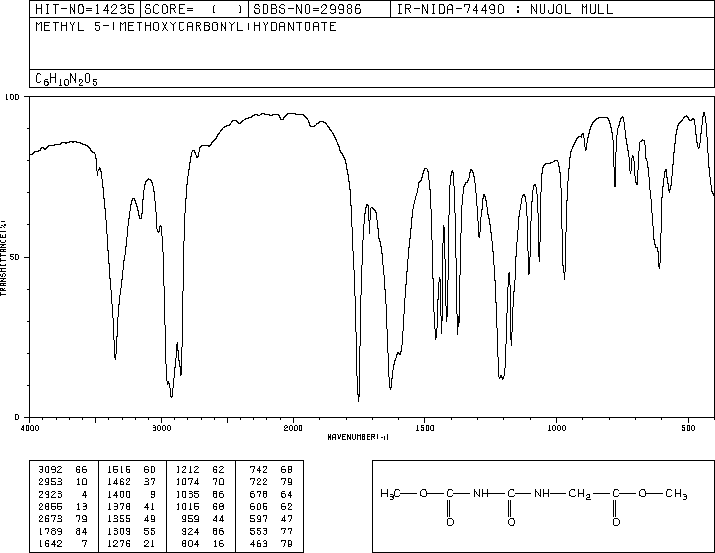 HIT-NO=14235 SCORE= ( ) SDBS-NO=29986 IR-NIDA-74490 : NUJOL MULL
METHYL 5-(METHOXYCARBONYL)HYDANTOATE
C6H10N2O5
100
50
0
TRANSMITTANCE(%)
4000 3000 2000 1500 1000 500
WAVENUMBER(-1)
3092 66 1516 60 1212 62 742 68
2953 10 1462 37 1074 70 722 79
2923 4 1400 9 1035 86 678 64
2855 13 1378 41 1015 68 606 62
2673 79 1355 49 959 44 597 47
1789 84 1309 55 924 86 553 77
1642 7 1276 21 804 16 463 79
H3C O C NH C NH CH2 C O CH3
O O O